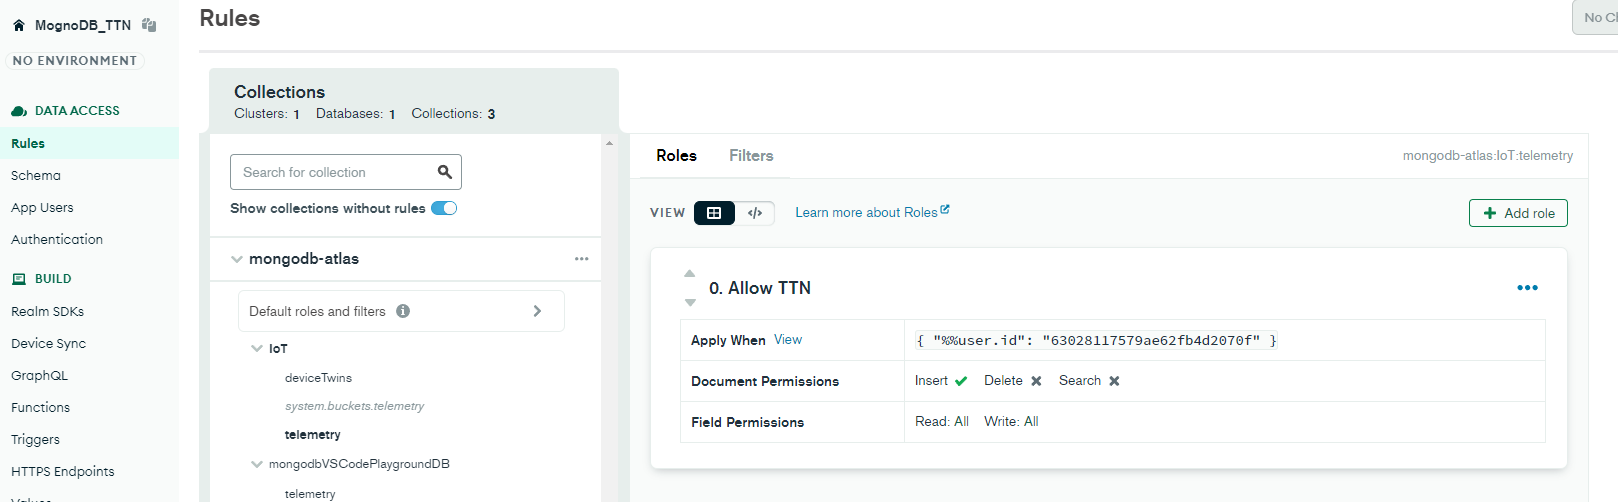 MognoDB_TTN
NO ENVIRONMENT
DATA ACCESS
Rules
Schema
App Users
Authentication
BUILD
Realm SDKs
Device Sync
GraphQL
Functions
Triggers
HTTPS Endpoints
Rules
Collections
Clusters: 1 Databases: 1 Collections: 3
Search for collection
Show collections without rules
mongodb-atlas
Default roles and filters
IoT
deviceTwins
system.buckets.telemetry
telemetry
mongodbVSCodePlaygroundDB
telemetry
No
Roles Filters
mongodb-atlas:IoT:telemetry
VIEW </> Learn more about Roles
+ Add role
0. Allow TTN
Apply When View { "%%user.id": "63028117579ae62fb4d2070f" }
Document Permissions Insert Delete Search
Field Permissions Read: All Write: All